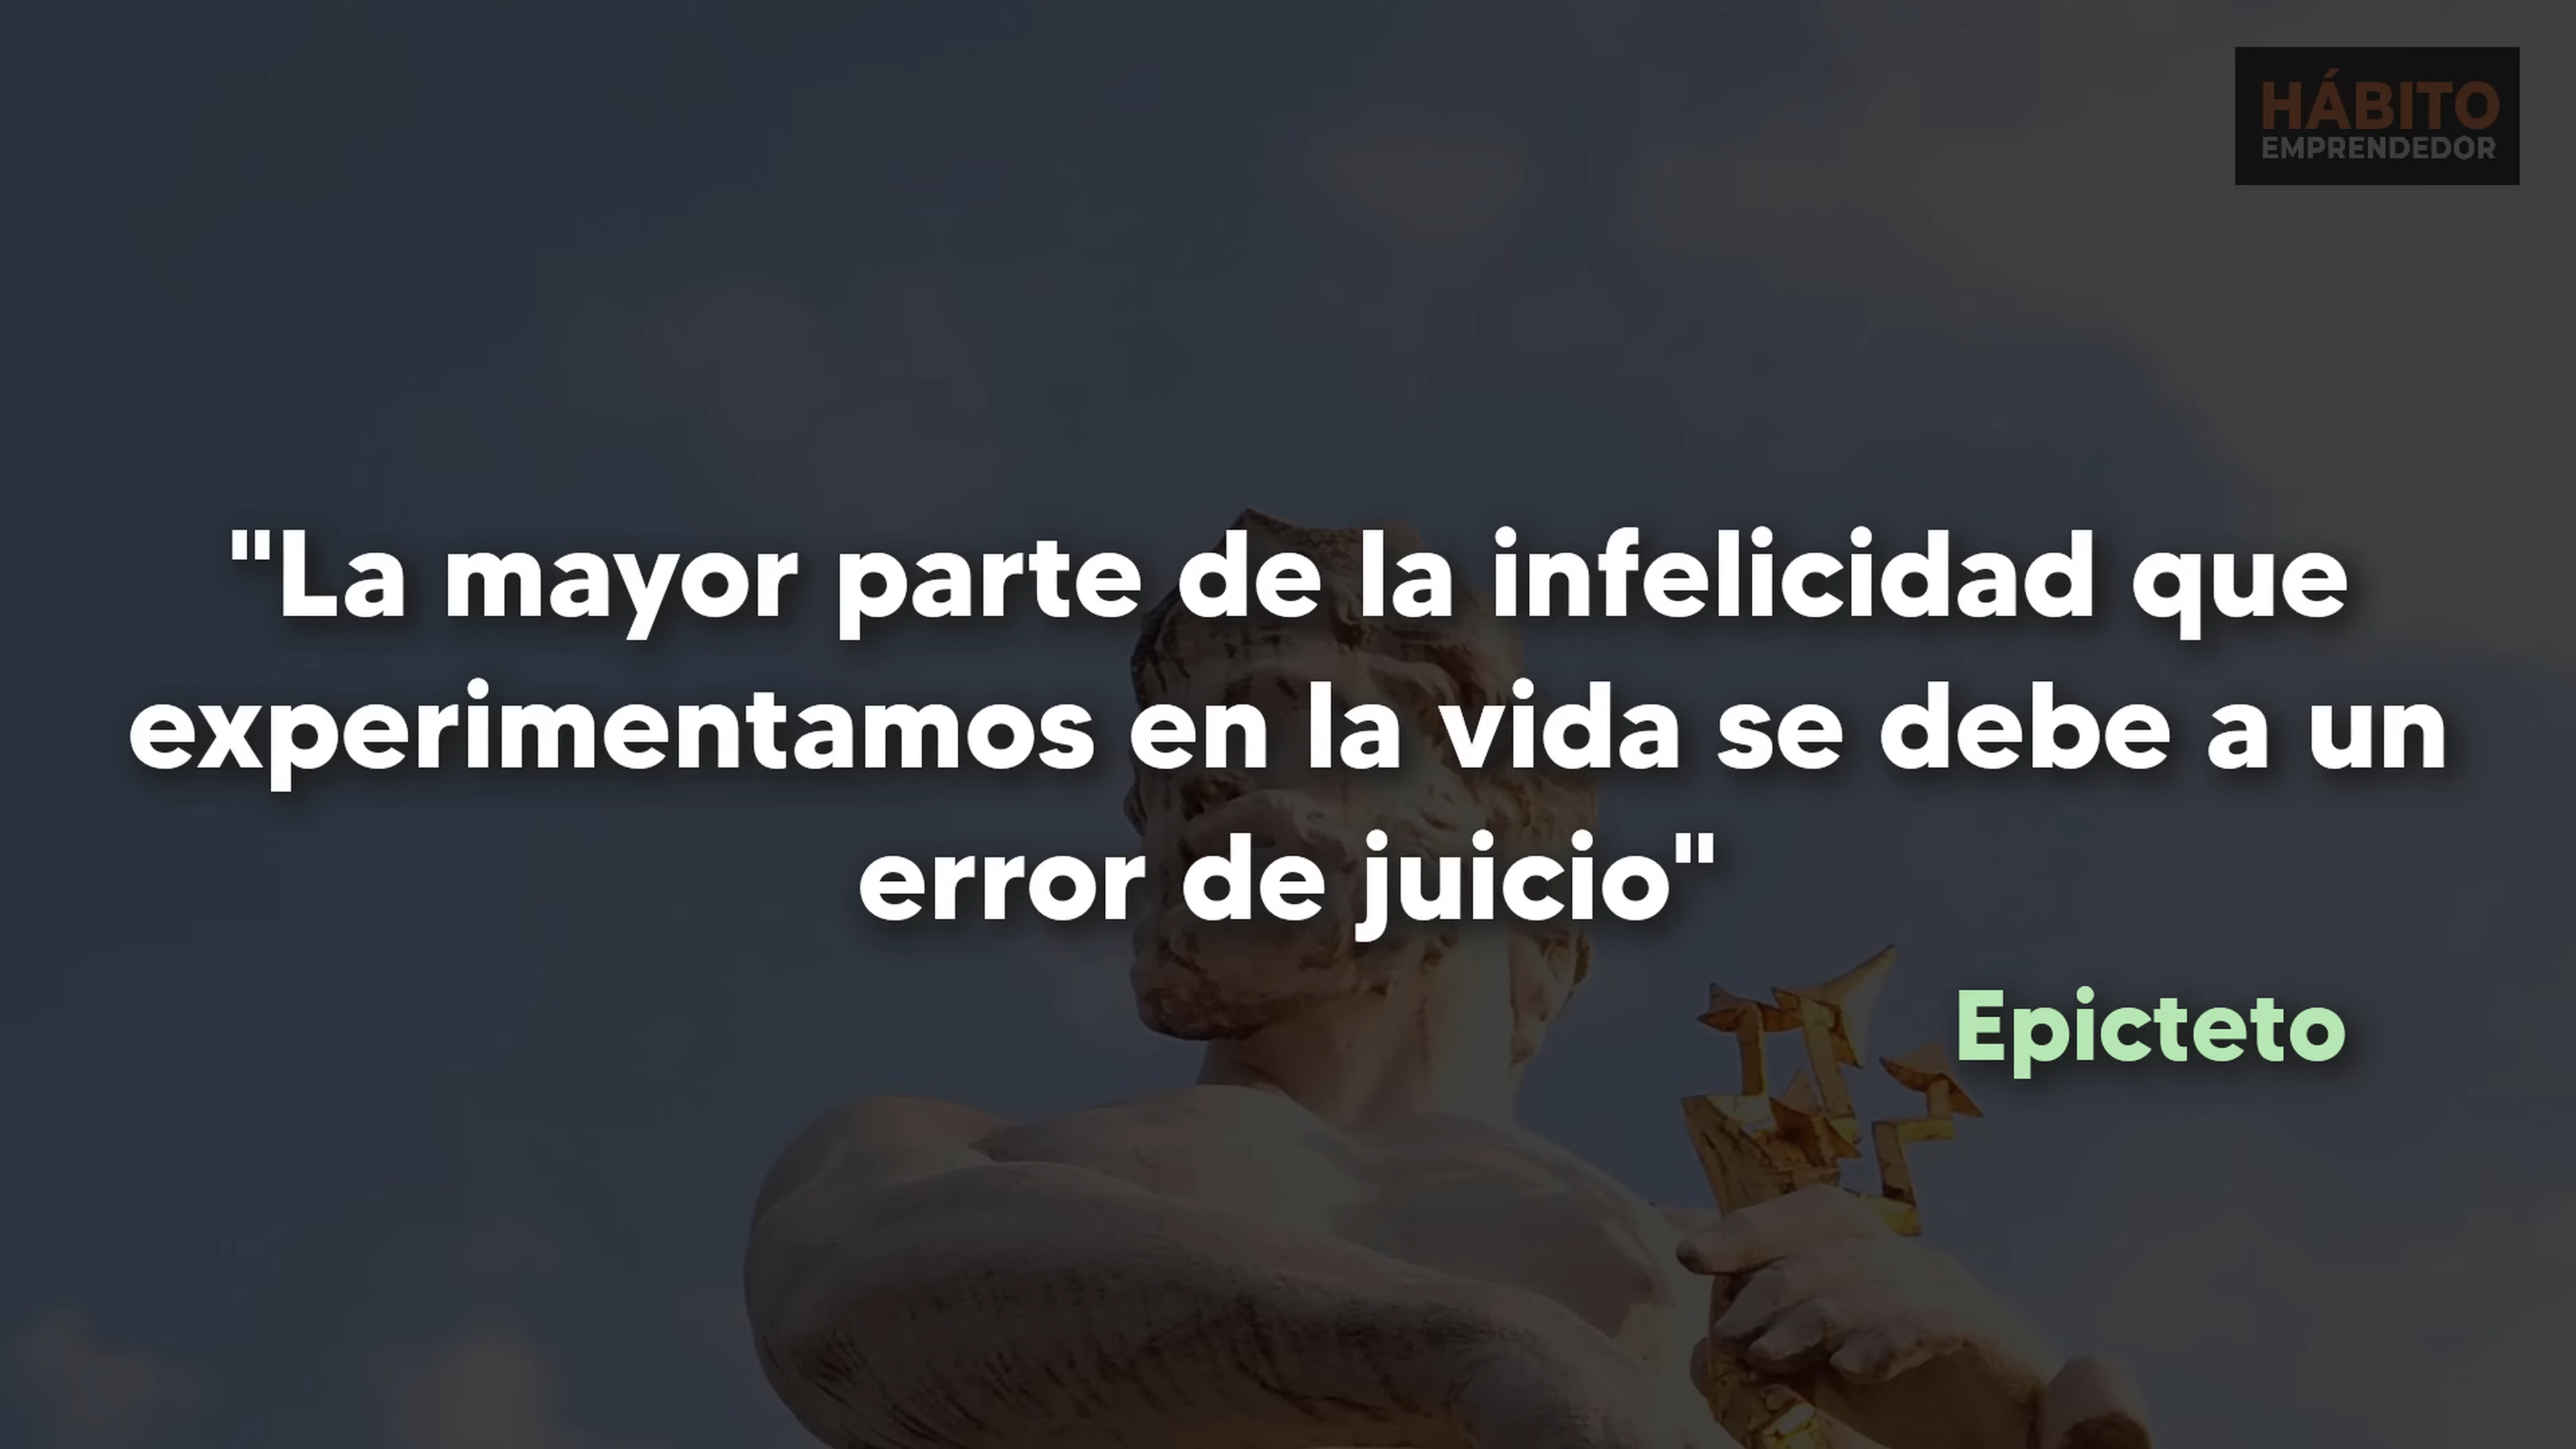 HÁBITO
EMPRENDEDOR
"La mayor parte de la infelicidad que
experimentamos en la vida se debe a un
error de juicio"
Epicteto